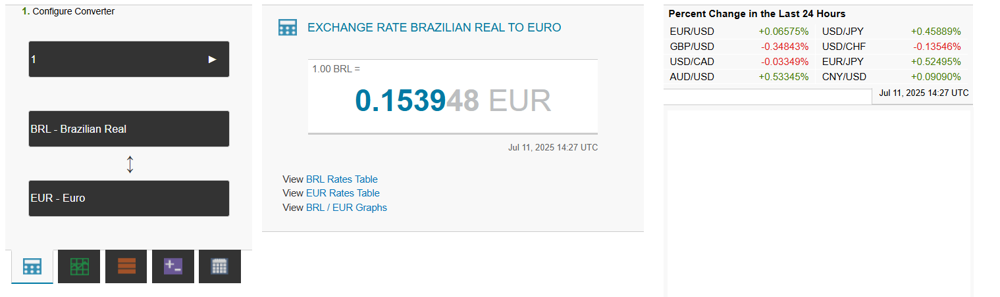 1. Configure Converter
1 ►
BRL - Brazilian Real
↕
EUR - Euro
EXCHANGE RATE BRAZILIAN REAL TO EURO
1.00 BRL =
0.153948 EUR
Jul 11, 2025 14:27 UTC
View BRL Rates Table
View EUR Rates Table
View BRL / EUR Graphs
Percent Change in the Last 24 Hours
EUR/USD +0.06575% USD/JPY +0.45889%
GBP/USD -0.34843% USD/CHF -0.13546%
USD/CAD -0.03349% EUR/JPY +0.52495%
AUD/USD +0.53345% CNY/USD +0.09090%
Jul 11, 2025 14:27 UTC